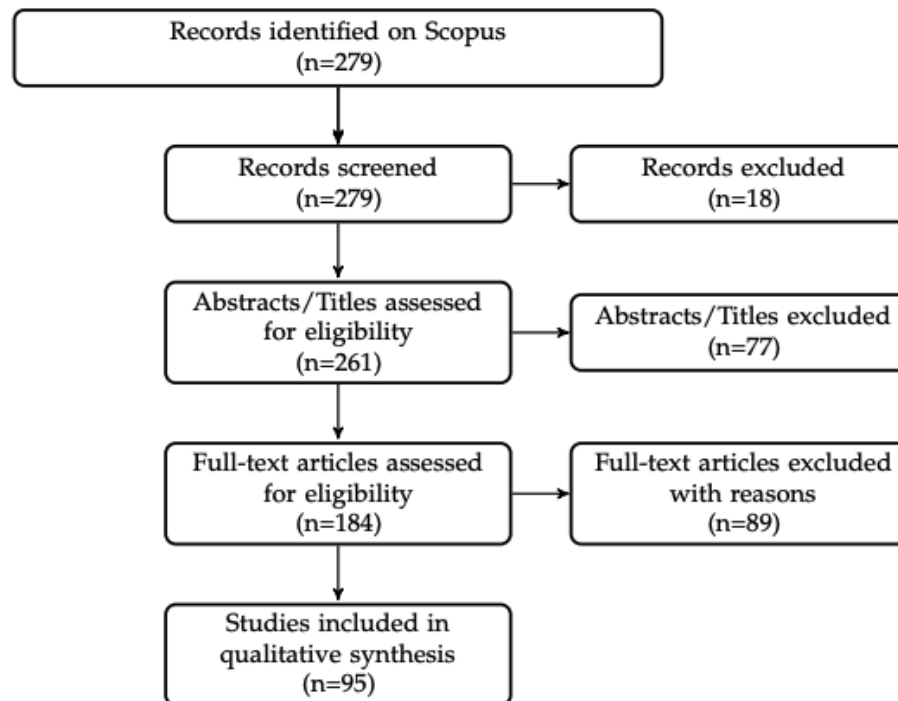 Records identified on Scopus
(n=279)
Records screened
(n=279)
Records excluded
(n=18)
Abstracts/Titles assessed
for eligibility
(n=261)
Abstracts/Titles excluded
(n=77)
Full-text articles assessed
for eligibility
(n=184)
Full-text articles excluded
with reasons
(n=89)
Studies included in
qualitative synthesis
(n=95)